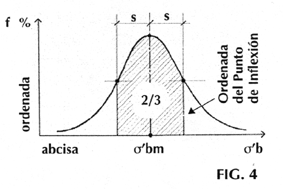 f %
s
s
ordenada
2/3
Ordenada
del Punto
de Inflexión
abcisa
σ'bm
σ'b
FIG. 4